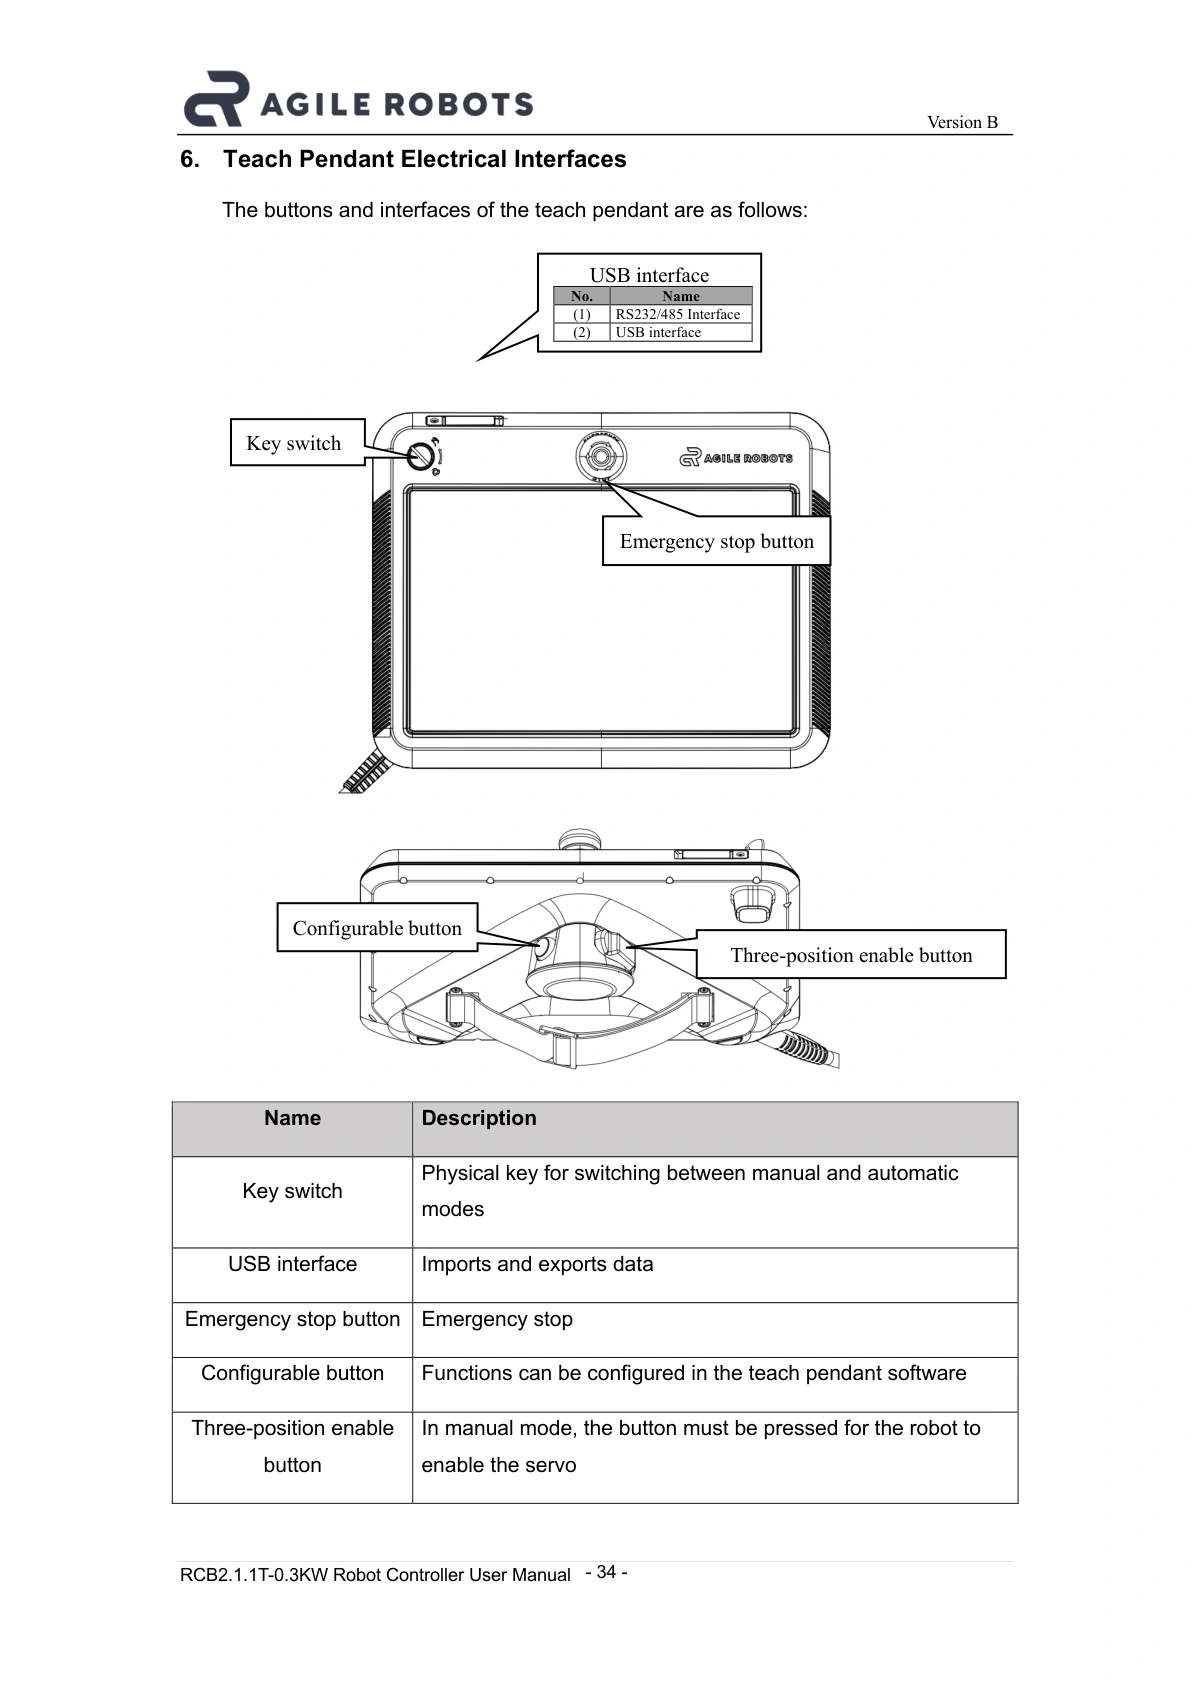 AGILE ROBOTS
Version B
6. Teach Pendant Electrical Interfaces
The buttons and interfaces of the teach pendant are as follows:
USB interface
No. Name
(1) RS232/485 Interface
(2) USB interface
Key switch
AGILE ROBOTS
Emergency stop button
Configurable button
Three-position enable button
Name Description
Key switch
Physical key for switching between manual and automatic
modes
USB interface Imports and exports data
Emergency stop button Emergency stop
Configurable button Functions can be configured in the teach pendant software
Three-position enable
button
In manual mode, the button must be pressed for the robot to
enable the servo
RCB2.1.1T-0.3KW Robot Controller User Manual - 34 -